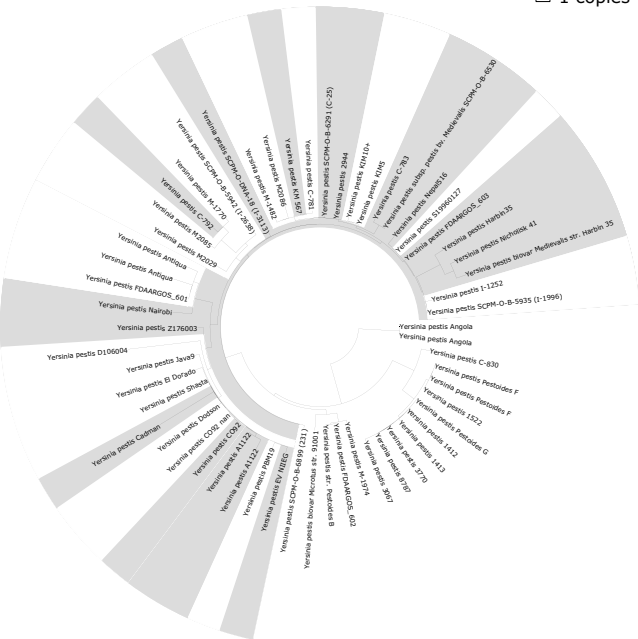 1 copies
Yersinia pestis SCPM-O-B-6291 (C-25)
Yersinia pestis 2944
Yersinia pestis KIM10+
Yersinia pestis KIM5
Yersinia pestis C-783
Yersinia pestis subsp. pestis bv. Medievalis SCPM-O-B-6530
Yersinia pestis Nepal516
Yersinia pestis S19960127
Yersinia pestis FDAARGOS_603
Yersinia pestis Harbin35
Yersinia pestis Nicholisk 41
Yersinia pestis biovar Medievalis str. Harbin 35
Yersinia pestis I-1252
Yersinia pestis SCPM-O-B-5935 (I-1996)
Yersinia pestis Angola
Yersinia pestis Angola
Yersinia pestis C-830
Yersinia pestis Pestoides F
Yersinia pestis Pestoides F
Yersinia pestis 1522
Yersinia pestis Pestoides G
Yersinia pestis 1412
Yersinia pestis 1413
Yersinia pestis 3770
Yersinia pestis 8787
Yersinia pestis 3067
Yersinia pestis M-1974
Yersinia pestis FDAARGOS_602
Yersinia pestis str. Pestoides B
Yersinia pestis biovar Microtus str. 91001
Yersinia pestis SCPM-O-B-6899 (231)
Yersinia pestis EV NIIEG
Yersinia pestis PBM19
Yersinia pestis A1122
Yersinia pestis A1122
Yersinia pestis CO92
Yersinia pestis CO92_nan
Yersinia pestis Dodson
Yersinia pestis Cadman
Yersinia pestis Shasta
Yersinia pestis El Dorado
Yersinia pestis Java9
Yersinia pestis D106004
Yersinia pestis Z176003
Yersinia pestis Nairobi
Yersinia pestis FDAARGOS_601
Yersinia pestis Antiqua
Yersinia pestis Antiqua
Yersinia pestis M2029
Yersinia pestis M2085
Yersinia pestis C-792
Yersinia pestis M-1770
Yersinia pestis SCPM-O-B-5942 (I-2638)
Yersinia pestis SCPM-O-DNA-18 (I-3113)
Yersinia pestis M-1482
Yersinia pestis M2086
Yersinia pestis KM 567
Yersinia pestis C-781